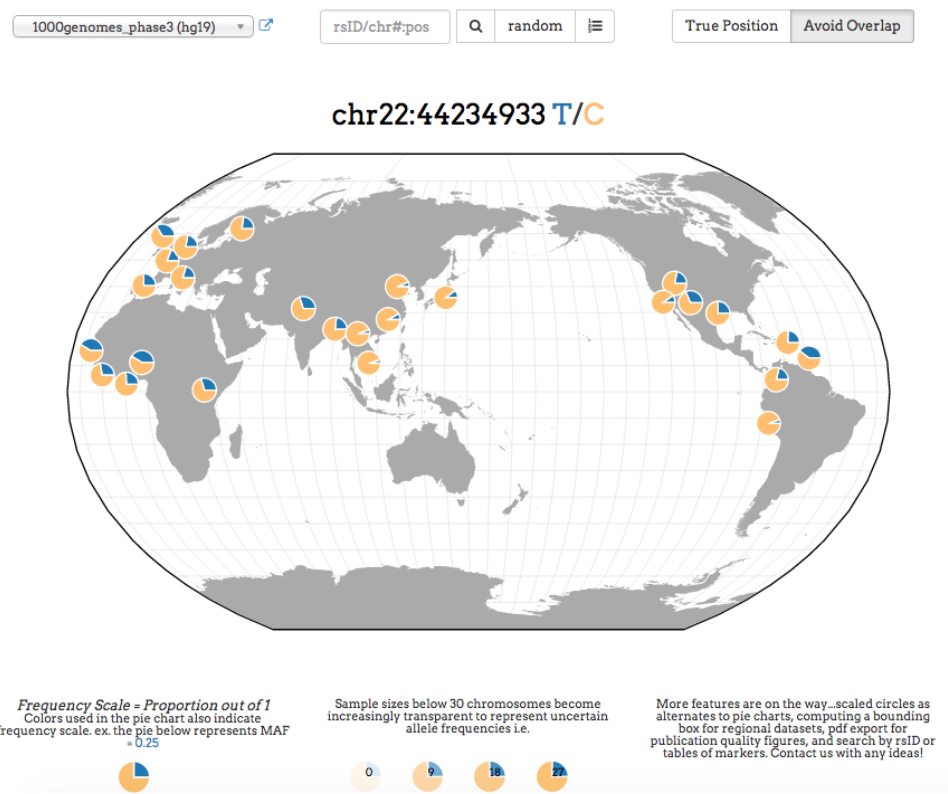 1000genomes_phase3 (hg19)
rsID/chr#:pos
random
True Position
Avoid Overlap
chr22:44234933 T/C
Frequency Scale = Proportion out of 1
Colors used in the pie chart also indicate
frequency scale. ex. the pie below represents MAF
= 0.25
Sample sizes below 30 chromosomes become
increasingly transparent to represent uncertain
allele frequencies i.e.
0
9
18
27
More features are on the way...scaled circles as
alternates to pie charts, computing a bounding
box for regional datasets, pdf export for
publication quality figures, and search by rsID or
tables of markers. Contact us with any ideas!